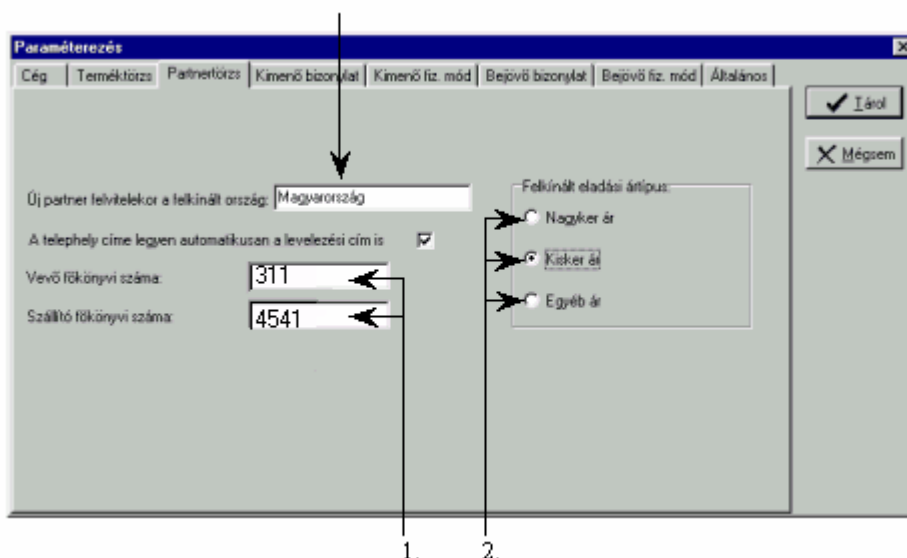 Paraméterezés
Cég Terméktörzs Partnertörzs Kimenő bizonylat Kimenő fiz. mód Bejövő bizonylat Bejövő fiz. mód Általános
Tárol
Mégsem
Új partner felvitelekor a felkínált ország: Magyarország
A telephely címe legyen automatikusan a levelezési cím is
Vevő főkönyvi száma: 311
Szállító főkönyvi száma: 4541
Felkínált eladási ártípus:
Nagyker ár
Kisker ár
Egyéb ár
1. 2.